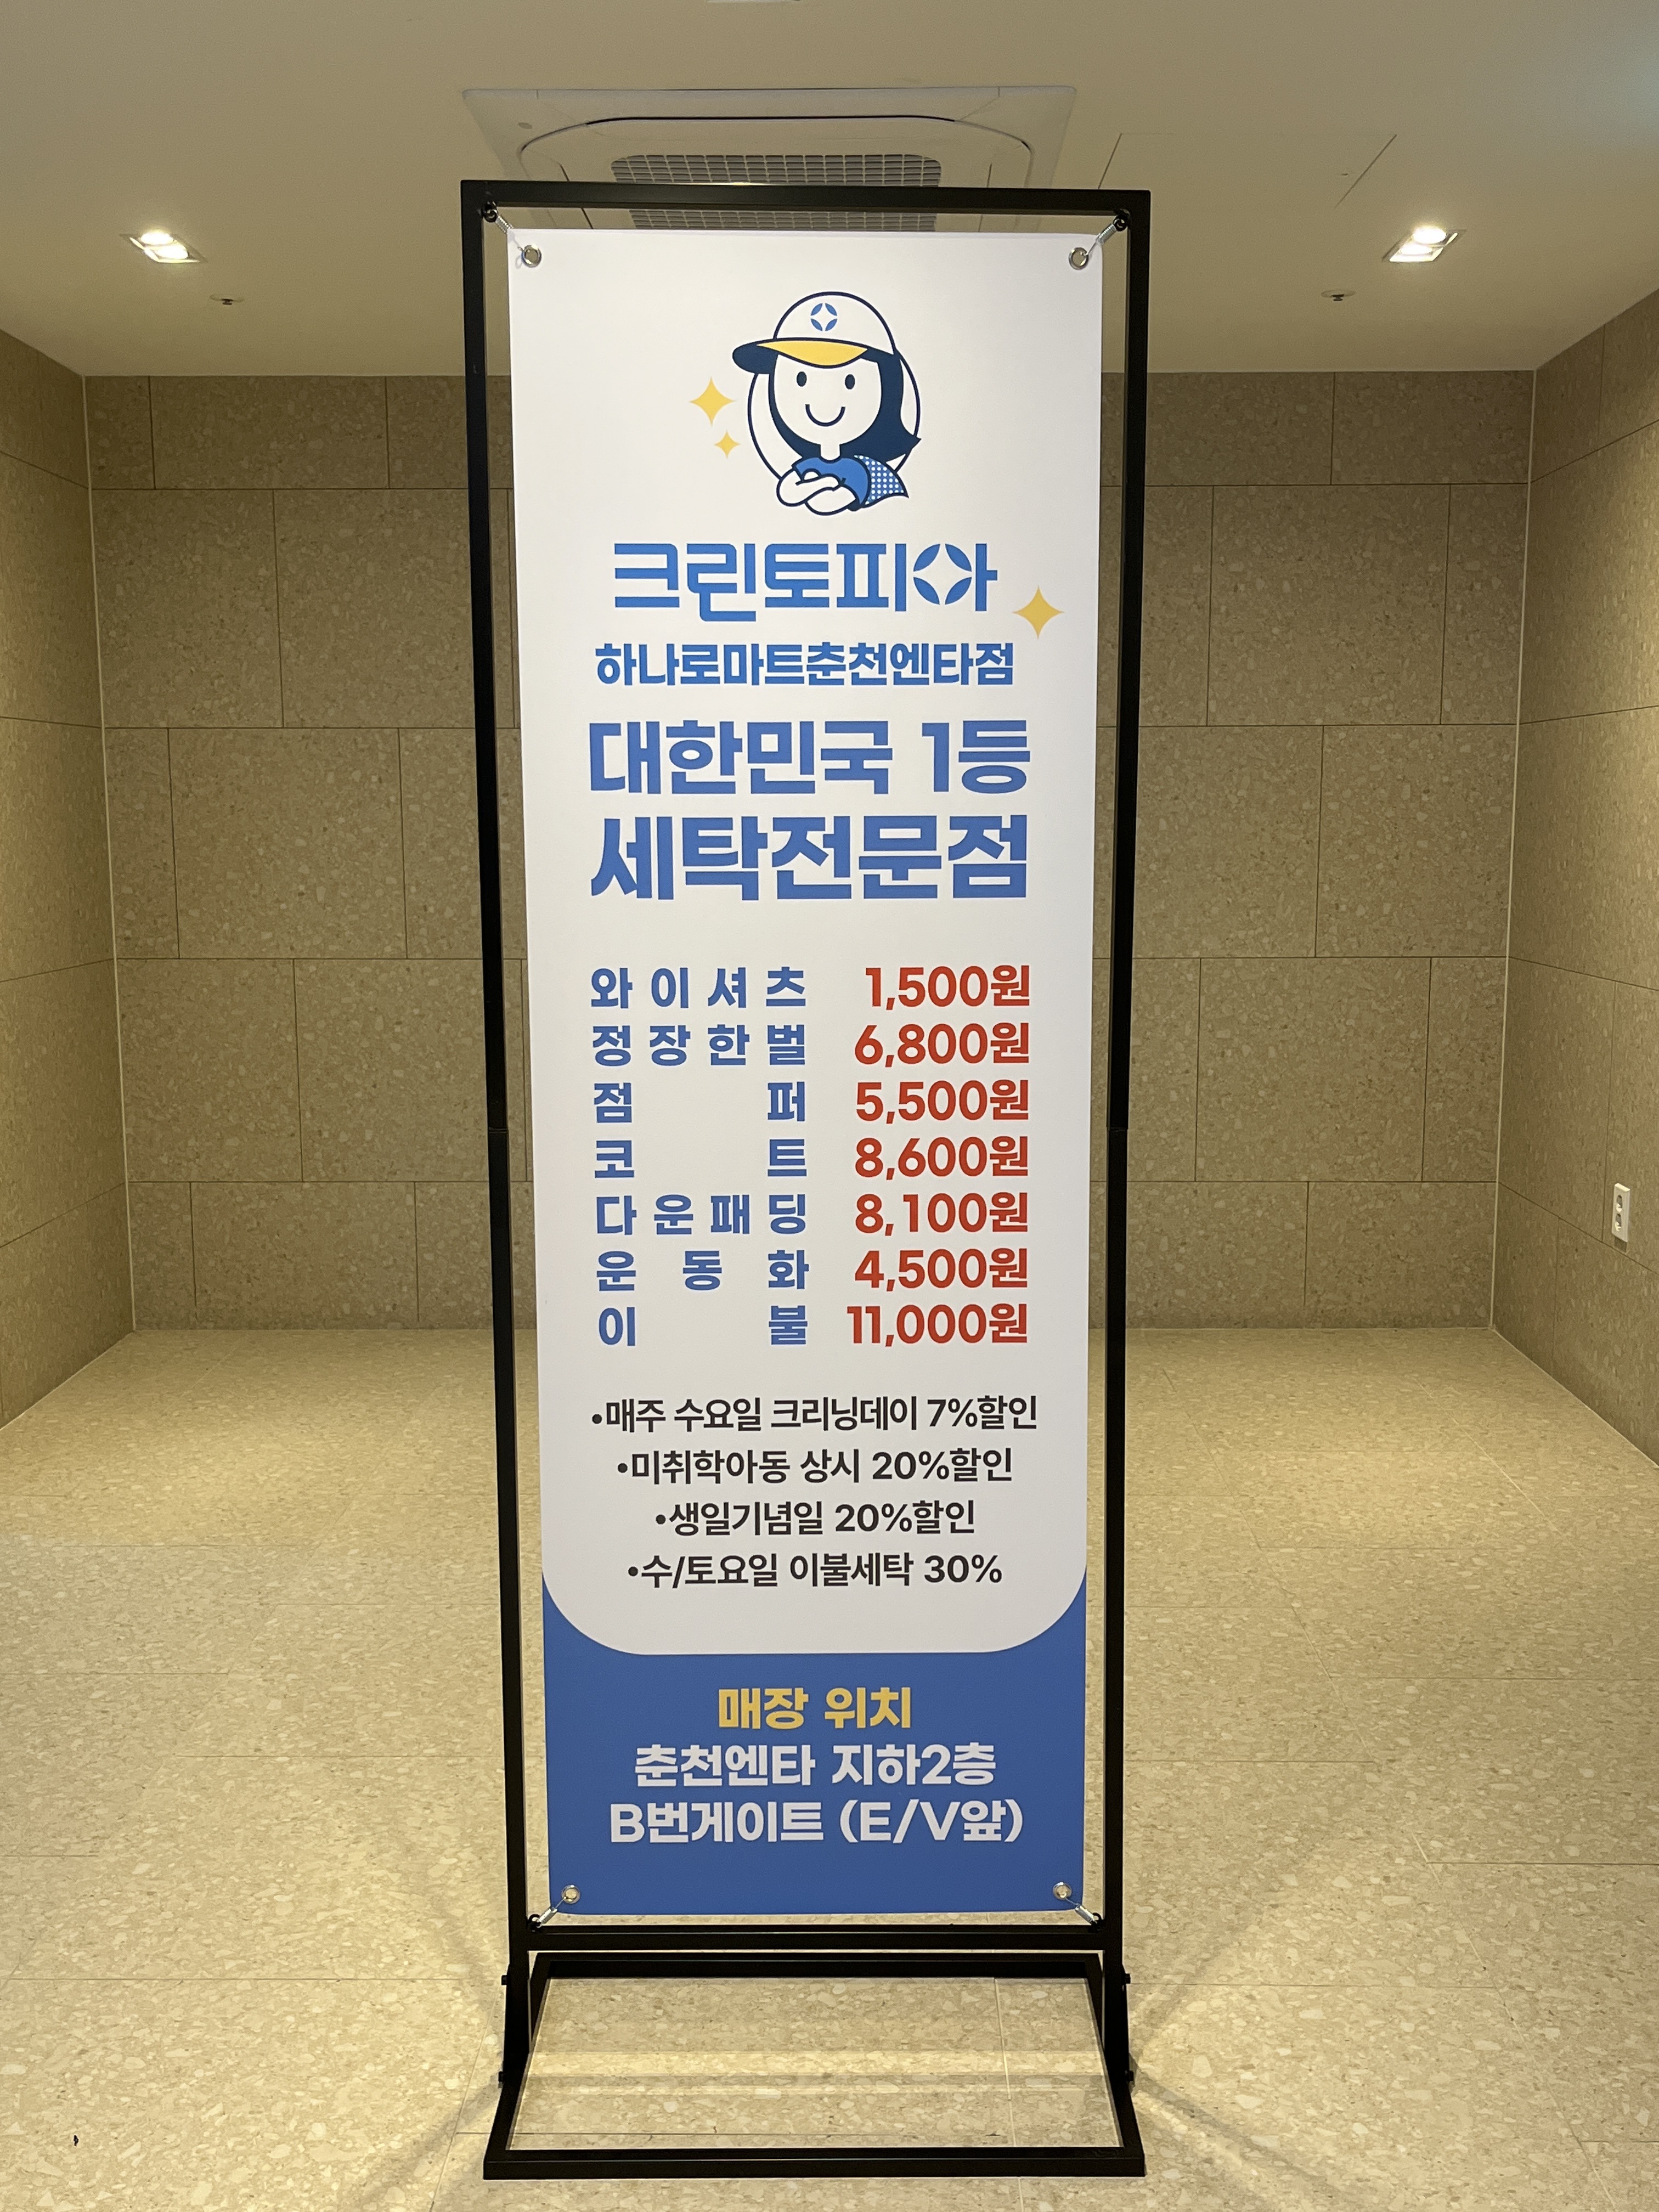 크린토피아
하나로마트춘천엔타점
대한민국 1등
세탁전문점
와이셔츠 1,500원
정장한벌 6,800원
점퍼 5,500원
코트 8,600원
다운패딩 8,100원
운동화 4,500원
이불 11,000원
•매주 수요일 크리닝데이 7%할인
•미취학아동 상시 20%할인
•생일기념일 20%할인
•수/토요일 이불세탁 30%
매장 위치
춘천엔타 지하2층
B번게이트 (E/V앞)